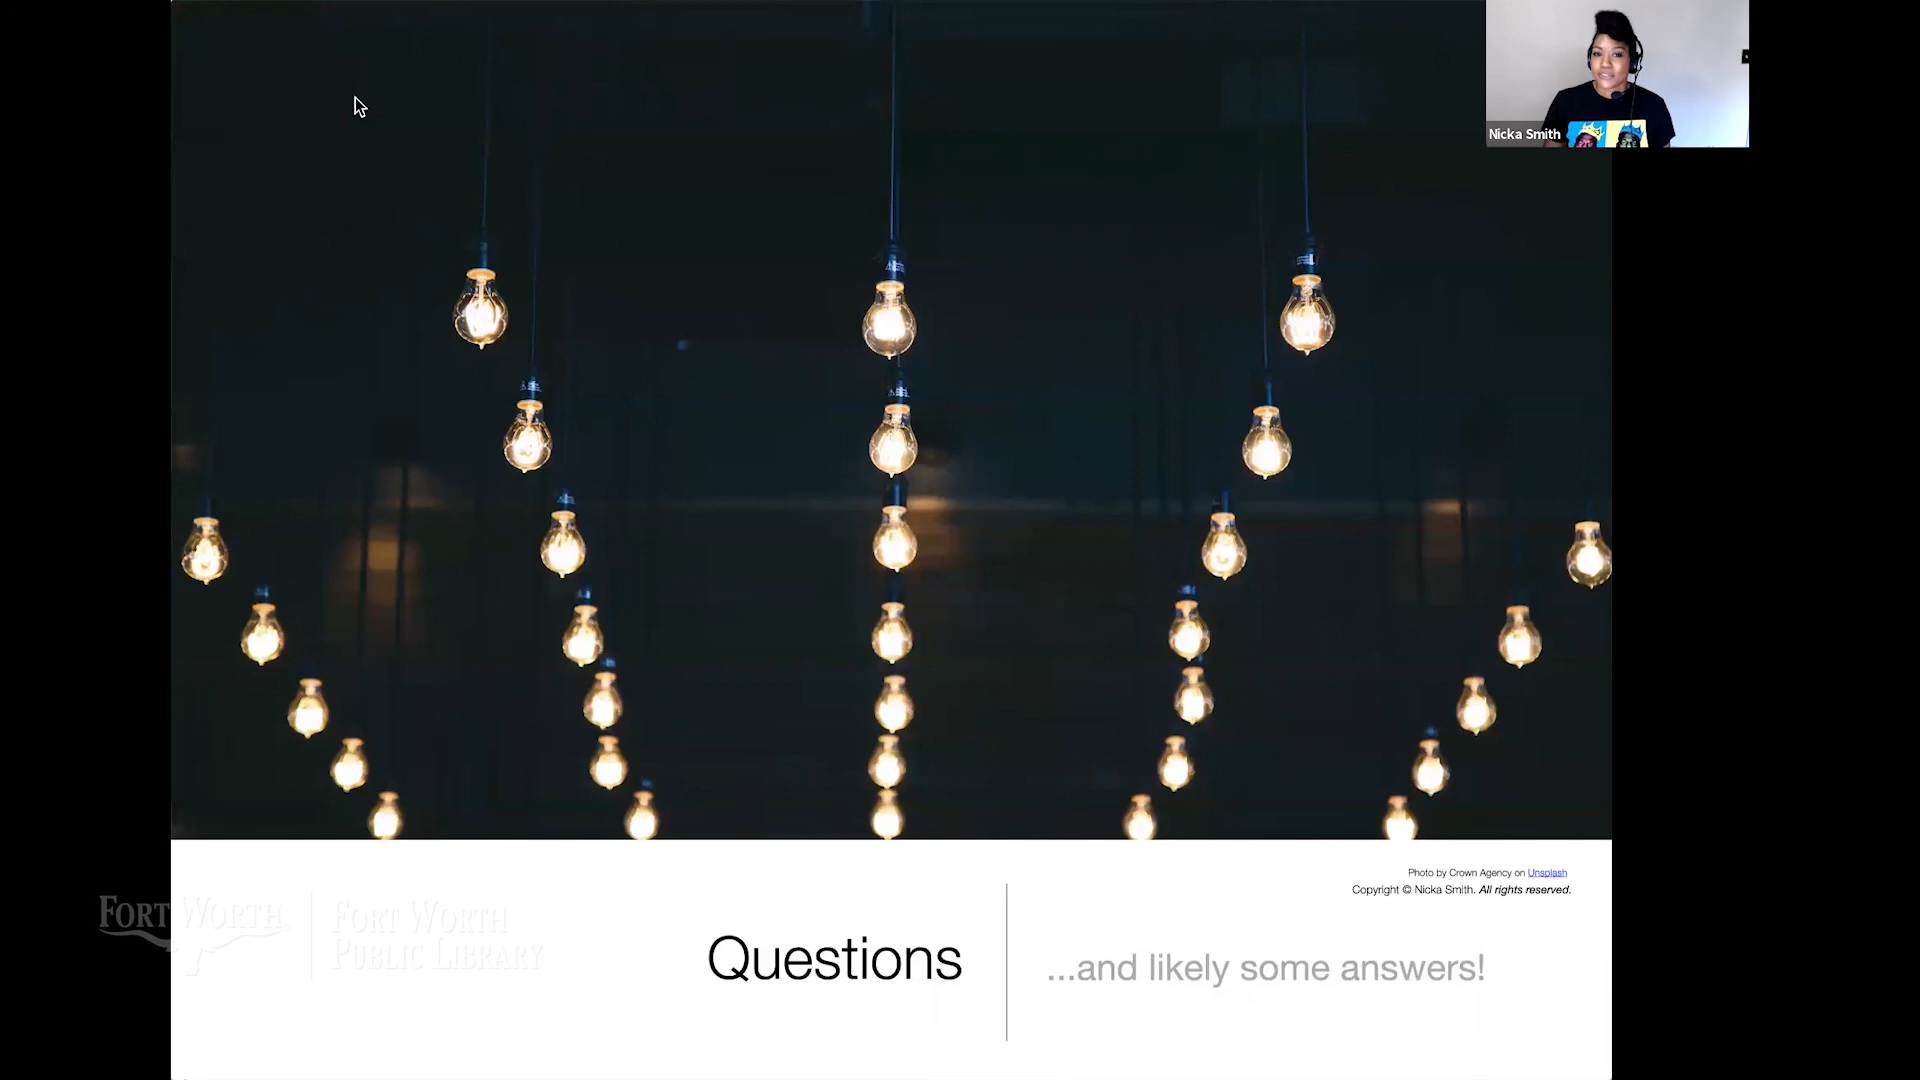 Nicka Smith
Photo by Crown Agency on Unsplash
Copyright © Nicka Smith. All rights reserved.
FORT WORTH®
FORT WORTH
PUBLIC LIBRARY
Questions
...and likely some answers!